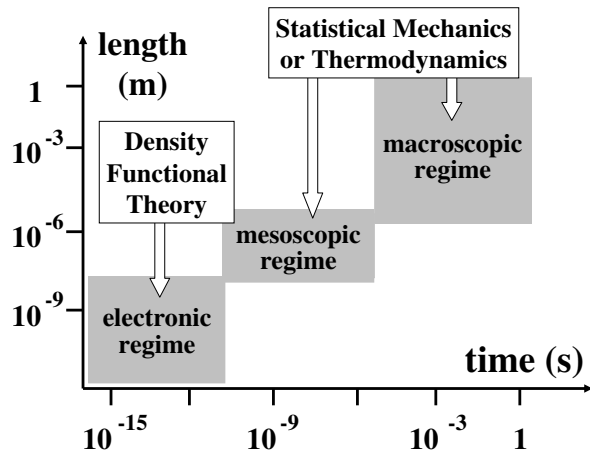 length
(m)
Statistical Mechanics
or Thermodynamics
1
10 -3
10 -6
10 -9
Density
Functional
Theory
macroscopic
regime
mesoscopic
regime
electronic
regime
time (s)
10 -15
10 -9
10 -3
1